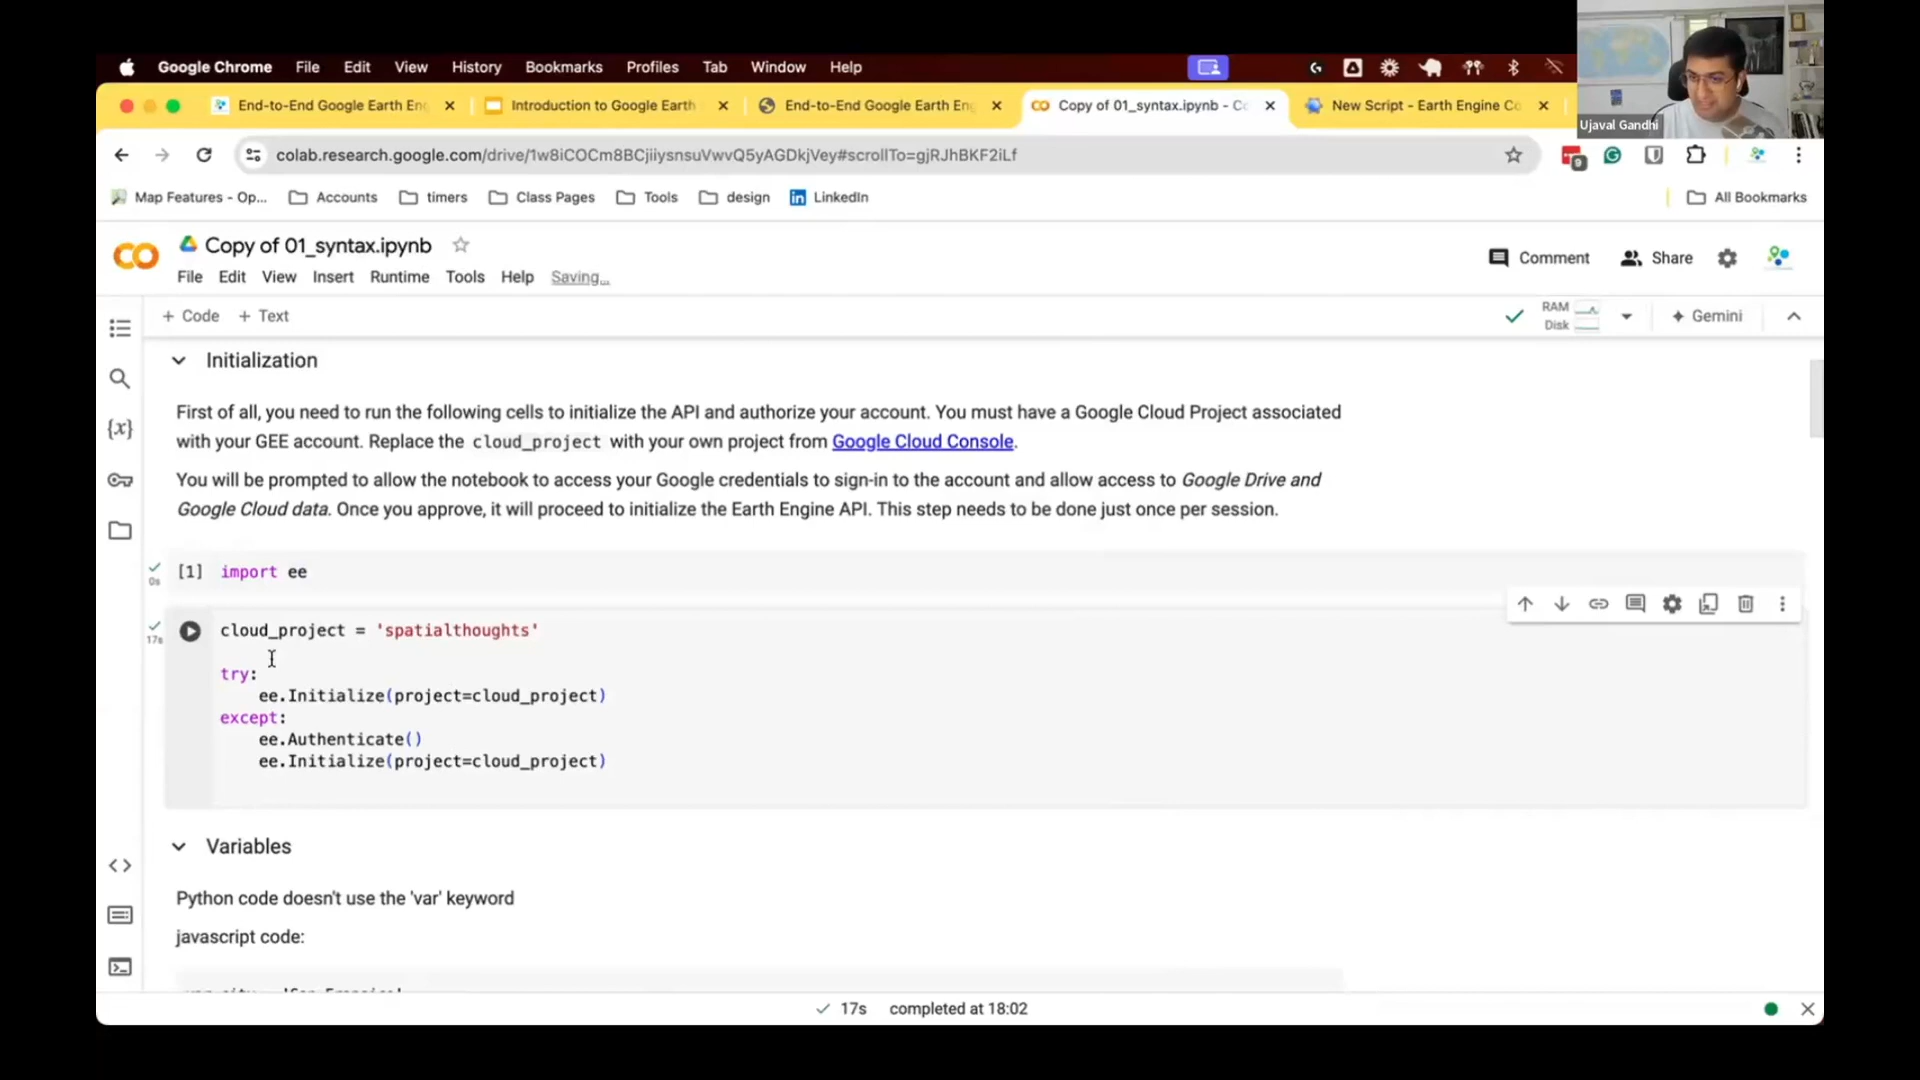 Google Chrome File Edit View History Bookmarks Profiles Tab Window Help
End-to-End Google Earth En
Introduction to Google Earth
End-to-End Google Earth En
Copy of 01_syntax.ipynb - Co
New Script - Earth Engine Co
Ujaval Gandhi
colab.research.google.com/drive/1w8iCOCm8BCjiiysnsuVwvQ5yAGDkjVey#scrollTo=gjRJhBKF2iLf
9
Map Features - Op... Accounts timers Class Pages Tools design LinkedIn All Bookmarks
Copy of 01_syntax.ipynb
Comment Share
File Edit View Insert Runtime Tools Help Saving...
+ Code + Text
RAM
Disk
Gemini
Initialization
First of all, you need to run the following cells to initialize the API and authorize your account. You must have a Google Cloud Project associated
with your GEE account. Replace the cloud_project with your own project from Google Cloud Console.
You will be prompted to allow the notebook to access your Google credentials to sign-in to the account and allow access to Google Drive and
Google Cloud data. Once you approve, it will proceed to initialize the Earth Engine API. This step needs to be done just once per session.
0s [1] import ee
17s cloud_project = 'spatialthoughts'
try:
ee.Initialize(project=cloud_project)
except:
ee.Authenticate()
ee.Initialize(project=cloud_project)
Variables
Python code doesn't use the 'var' keyword
javascript code:
17s completed at 18:02